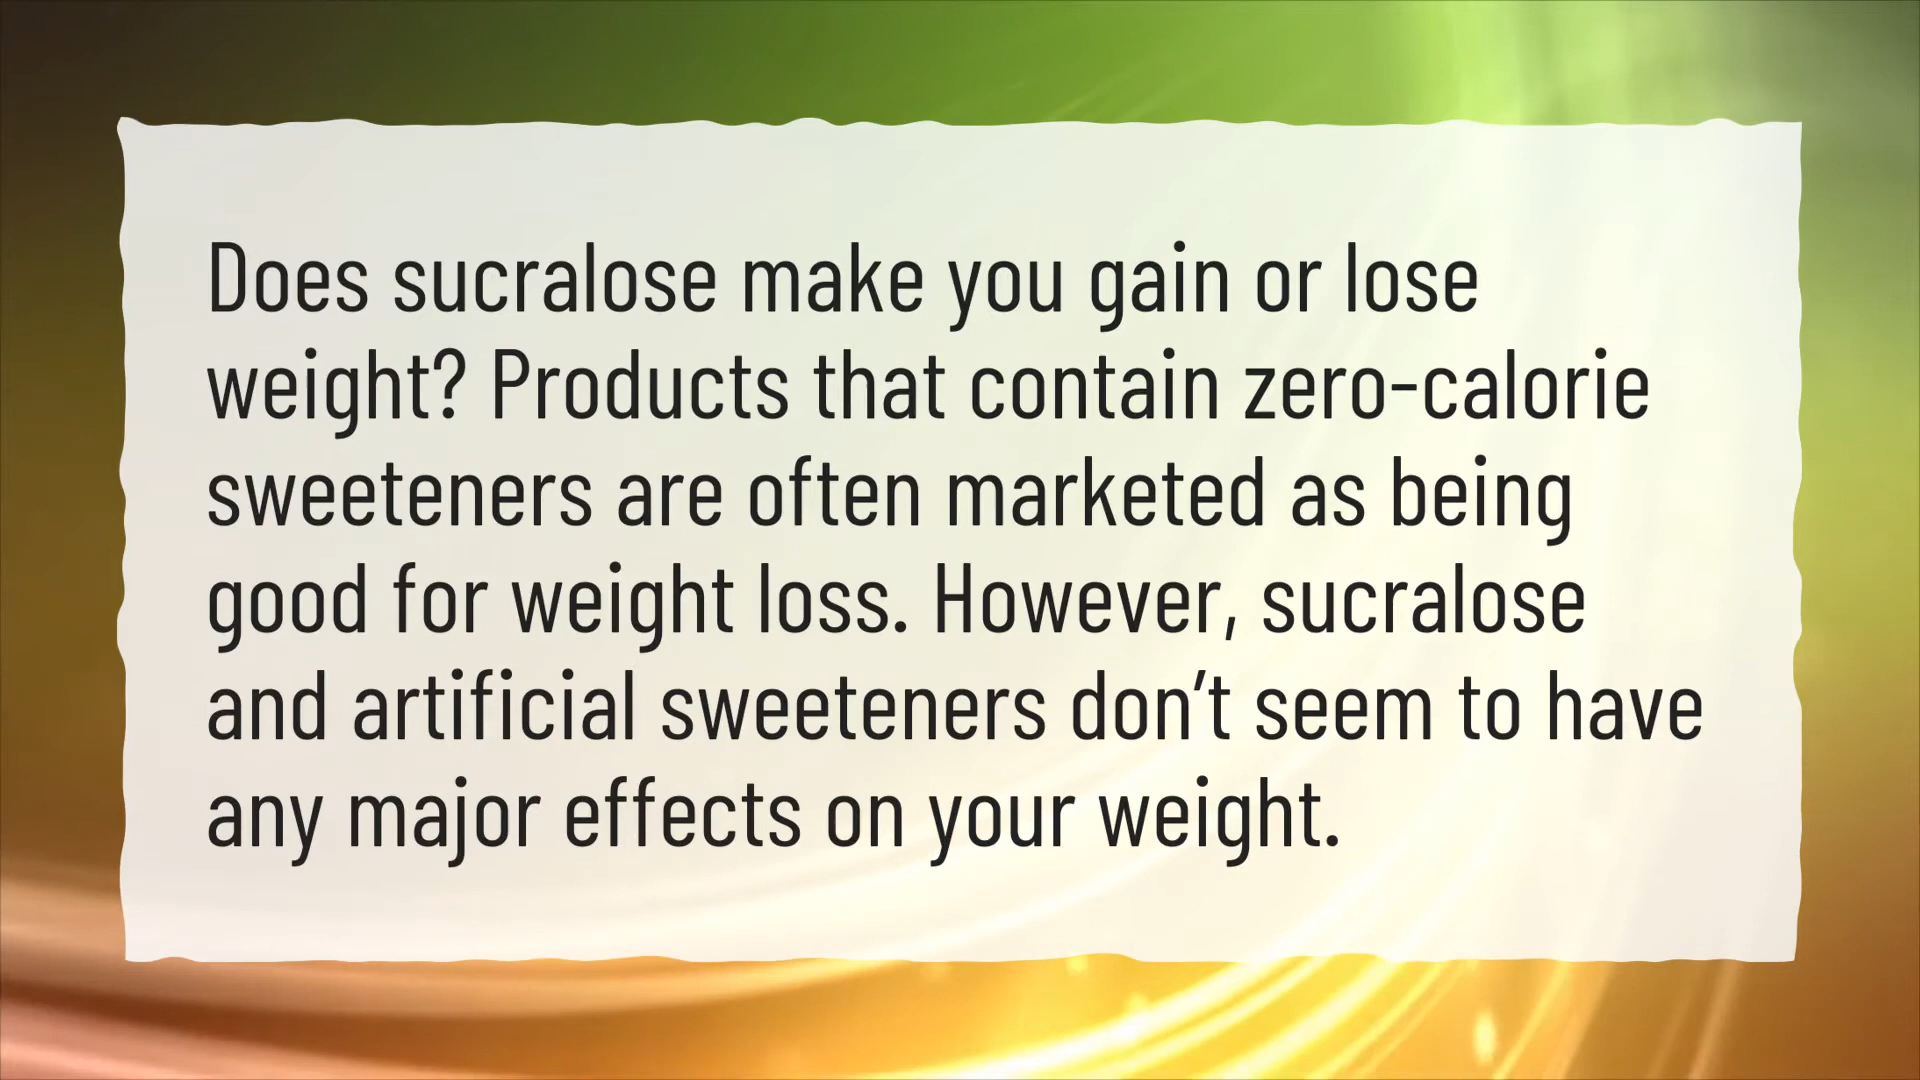 Does sucralose make you gain or lose
weight? Products that contain zero-calorie
sweeteners are often marketed as being
good for weight loss. However, sucralose
and artificial sweeteners don’t seem to have
any major effects on your weight.